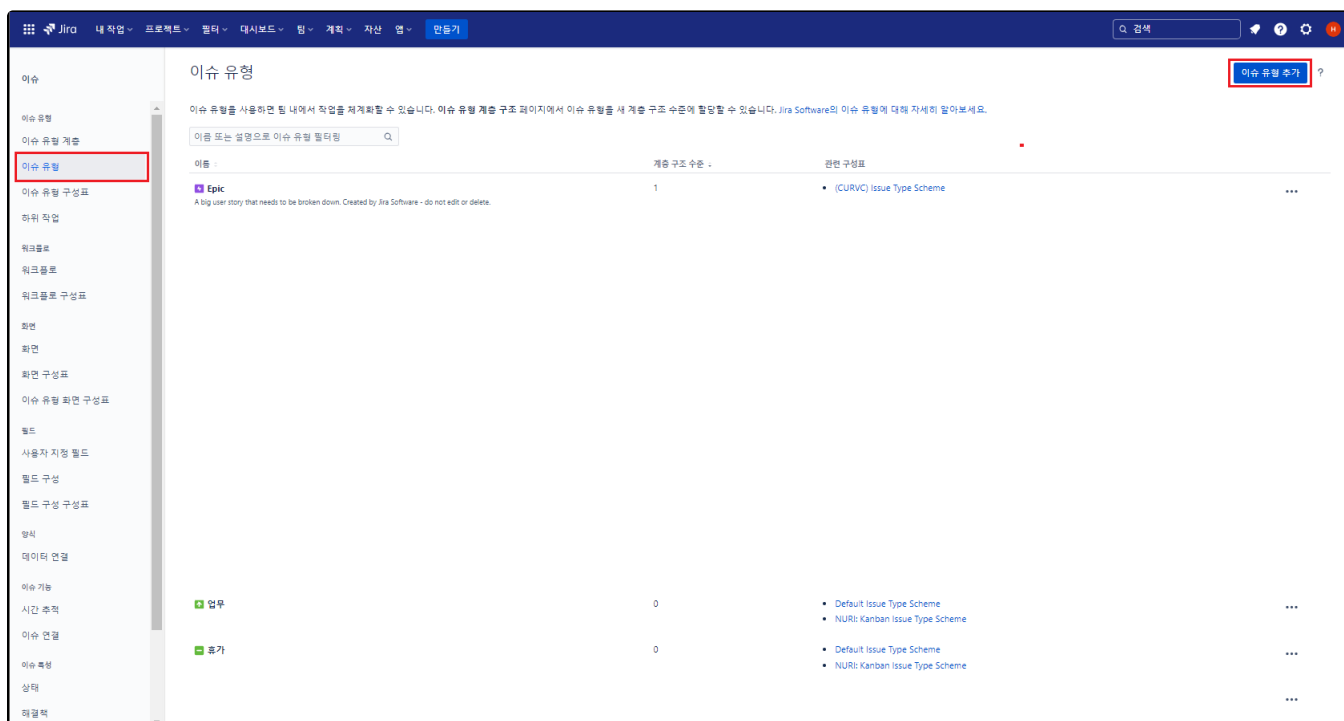 Jira 내 작업 프로젝트 필터 대시보드 팀 계획 자산 앱 만들기 검색 H
이슈
이슈 유형
이슈 유형 추가 ?
이슈 유형을 사용하면 팀 내에서 작업을 체계화할 수 있습니다. 이슈 유형 계층 구조 페이지에서 이슈 유형을 새 계층 구조 수준에 할당할 수 있습니다. Jira Software의 이슈 유형에 대해 자세히 알아보세요.
이름 또는 설명으로 이슈 유형 필터링
이슈 유형
이슈 유형 계층
이슈 유형
이슈 유형 구성표
하위 작업
워크플로
워크플로
워크플로 구성표
화면
화면
화면 구성표
이슈 유형 화면 구성표
필드
사용자 지정 필드
필드 구성
필드 구성 구성표
양식
데이터 연결
이슈 기능
시간 추적
이슈 연결
이슈 특성
상태
해결책
이름 계층 구조 수준 관련 구성표
Epic 1 • (CURVC) Issue Type Scheme
A big user story that needs to be broken down. Created by Jira Software - do not edit or delete.
업무 0 • Default Issue Type Scheme
• NURI: Kanban Issue Type Scheme
휴가 0 • Default Issue Type Scheme
• NURI: Kanban Issue Type Scheme